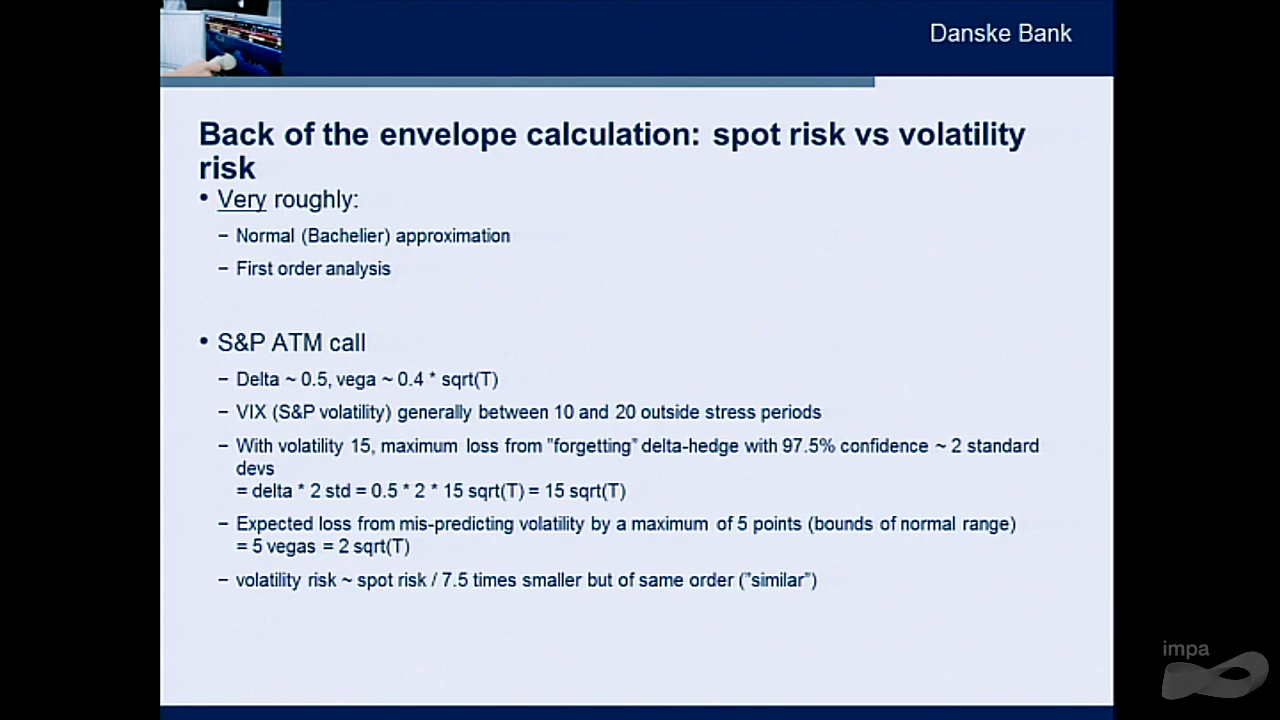 Danske Bank
Back of the envelope calculation: spot risk vs volatility
risk
• Very roughly:
– Normal (Bachelier) approximation
– First order analysis
• S&P ATM call
– Delta ~ 0.5, vega ~ 0.4 * sqrt(T)
– VIX (S&P volatility) generally between 10 and 20 outside stress periods
– With volatility 15, maximum loss from "forgetting" delta-hedge with 97.5% confidence ~ 2 standard
devs
= delta * 2 std = 0.5 * 2 * 15 sqrt(T) = 15 sqrt(T)
– Expected loss from mis-predicting volatility by a maximum of 5 points (bounds of normal range)
= 5 vegas = 2 sqrt(T)
– volatility risk ~ spot risk / 7.5 times smaller but of same order ("similar")
impa